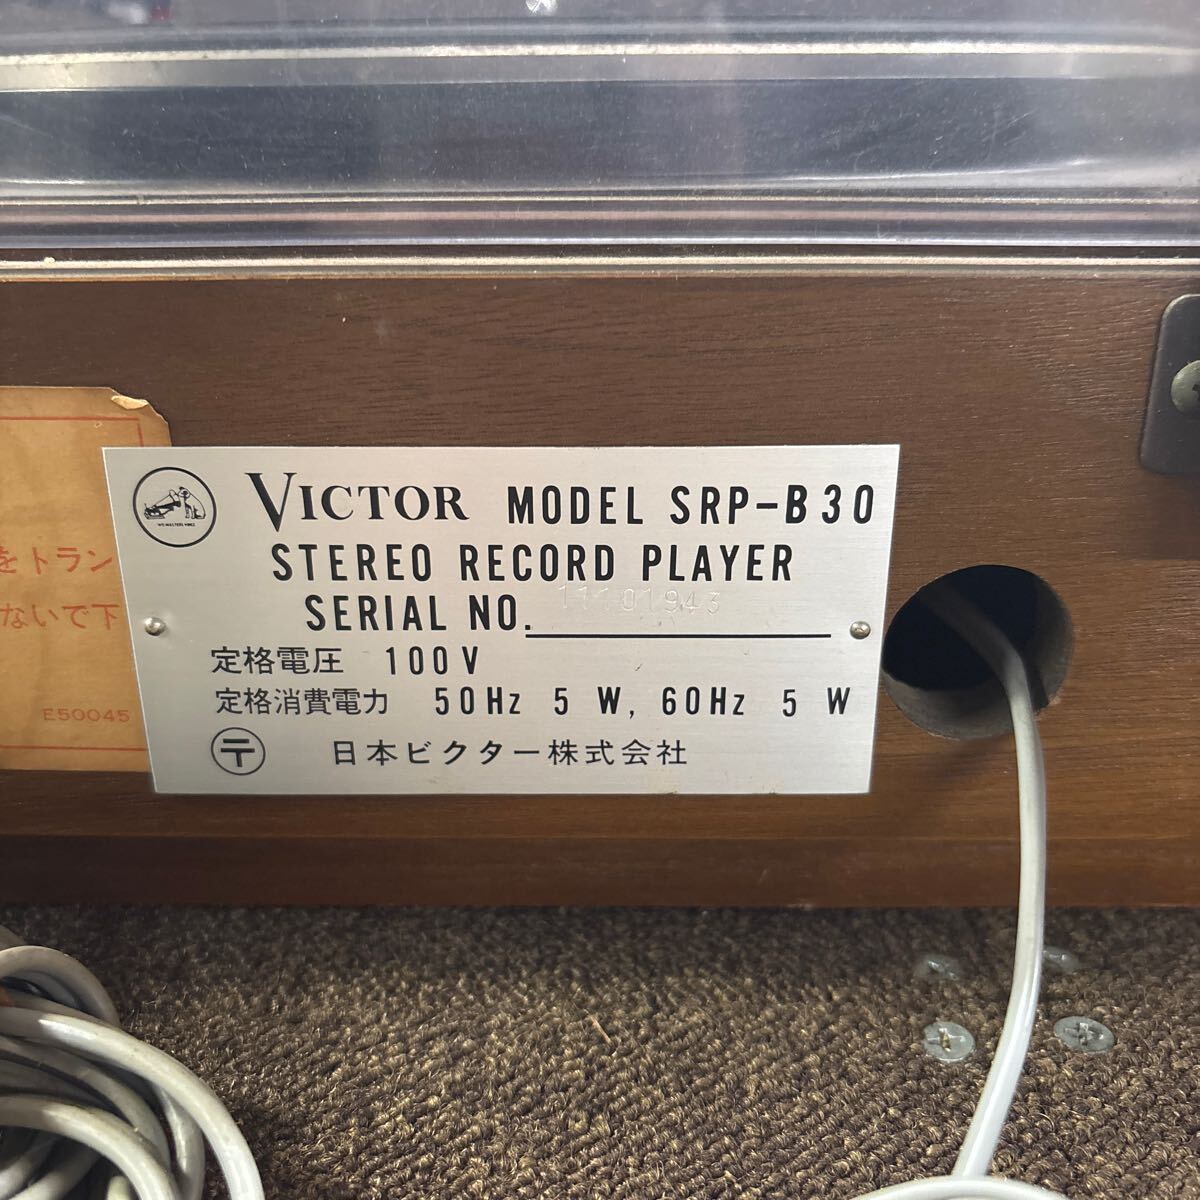 VICTOR MODEL SRP-B30
STEREO RECORD PLAYER
SERIAL NO. 11101943
定格電圧 100V
定格消費電力 50Hz 5 W, 60Hz 5 W
〒 日本ビクター株式会社
をトラン
ないで下
E50045